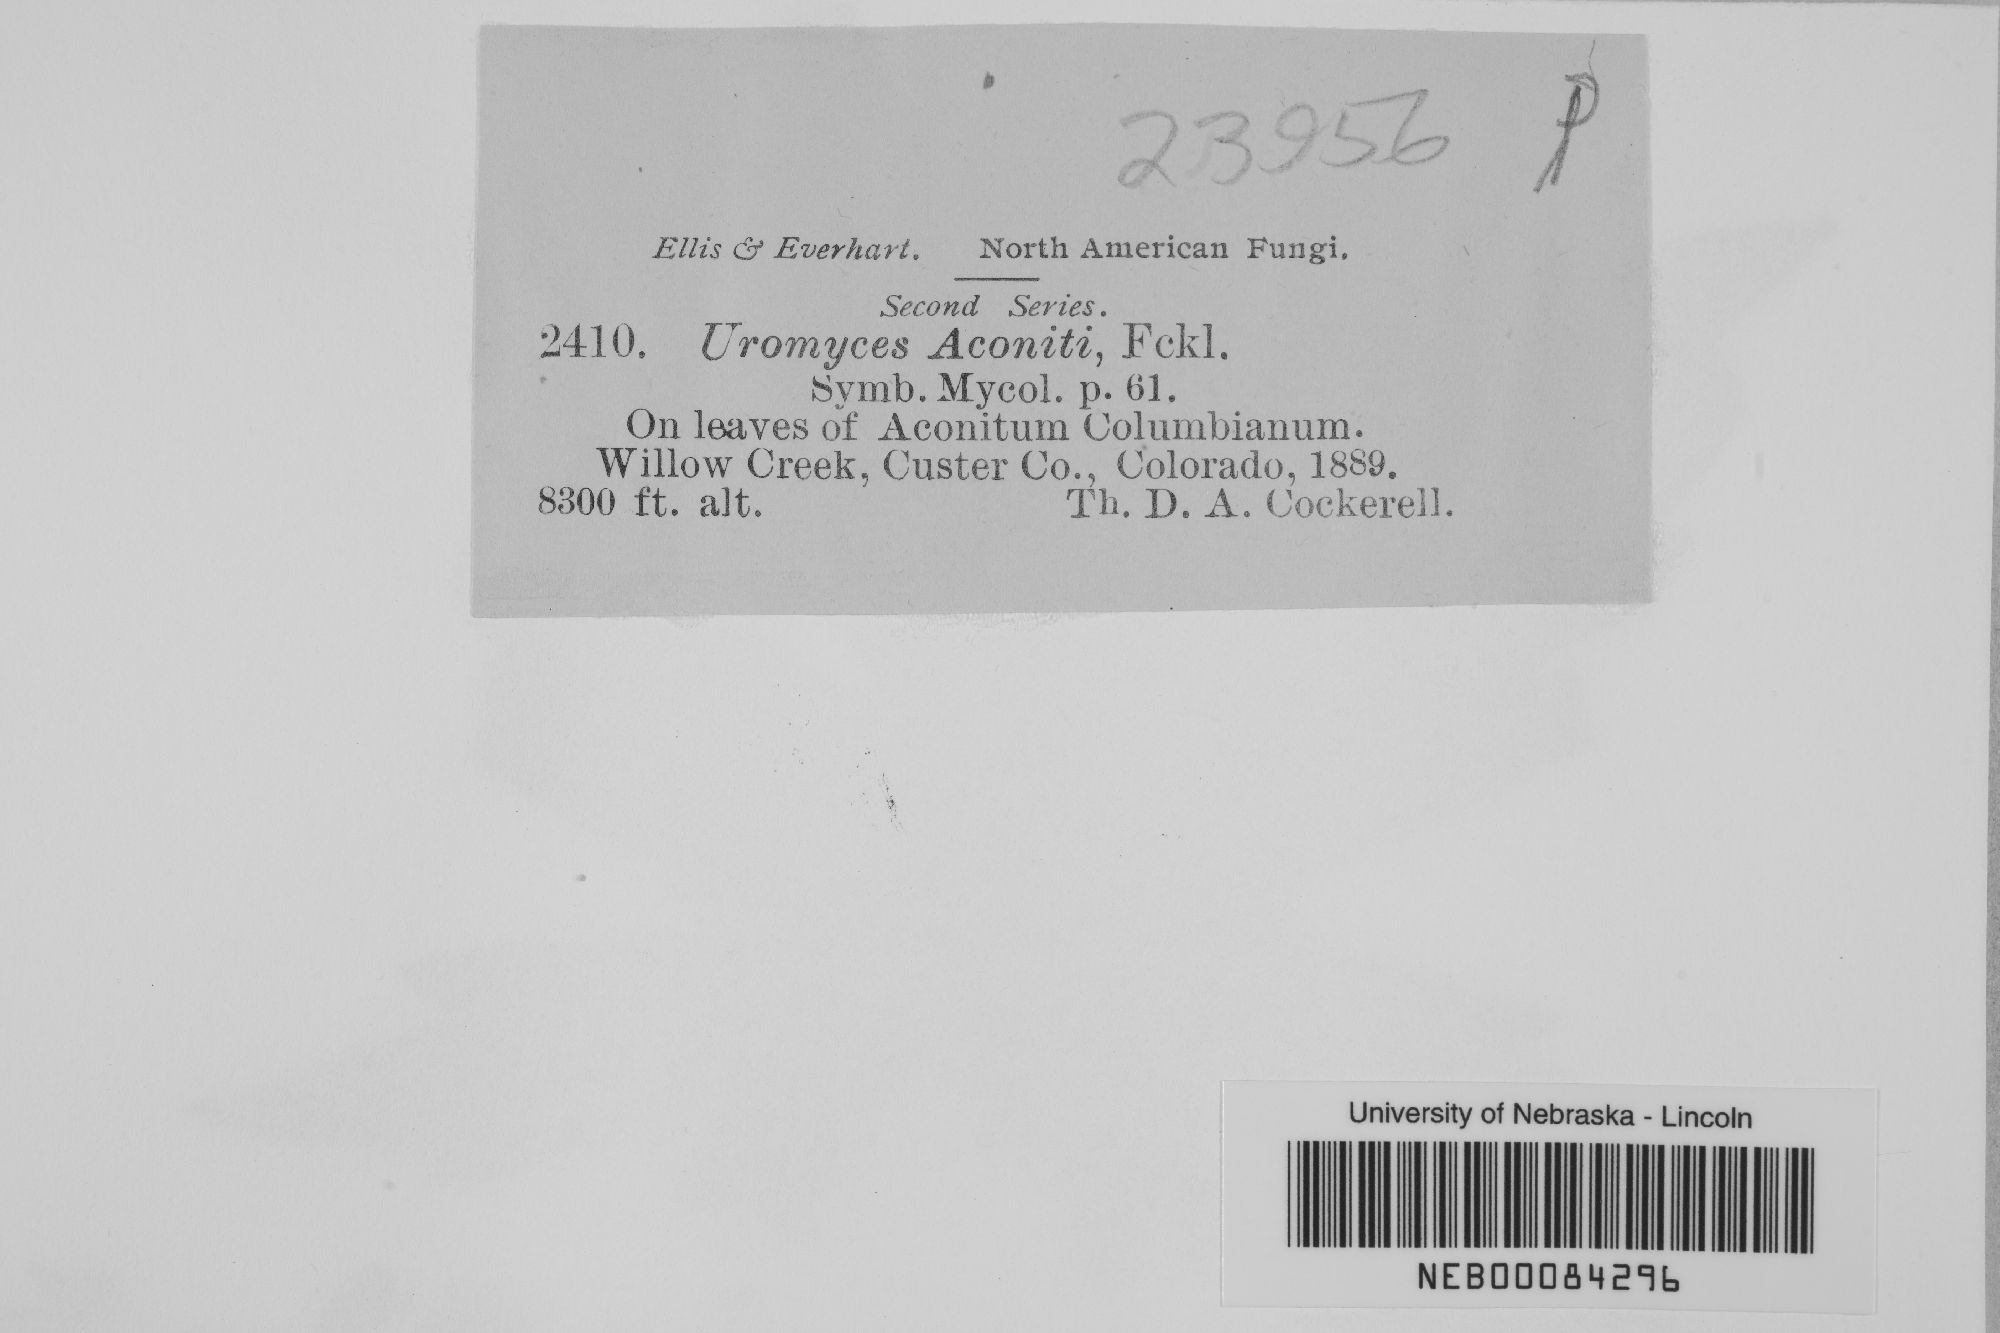 23956 P
Ellis & Everhart. North American Fungi.
Second Series.
2410. Uromyces Aconiti, Fckl.
Symb. Mycol. p. 61.
On leaves of Aconitum Columbianum.
Willow Creek, Custer Co., Colorado, 1889.
8300 ft. alt. Th. D. A. Cockerell.
University of Nebraska - Lincoln
NEB00084296